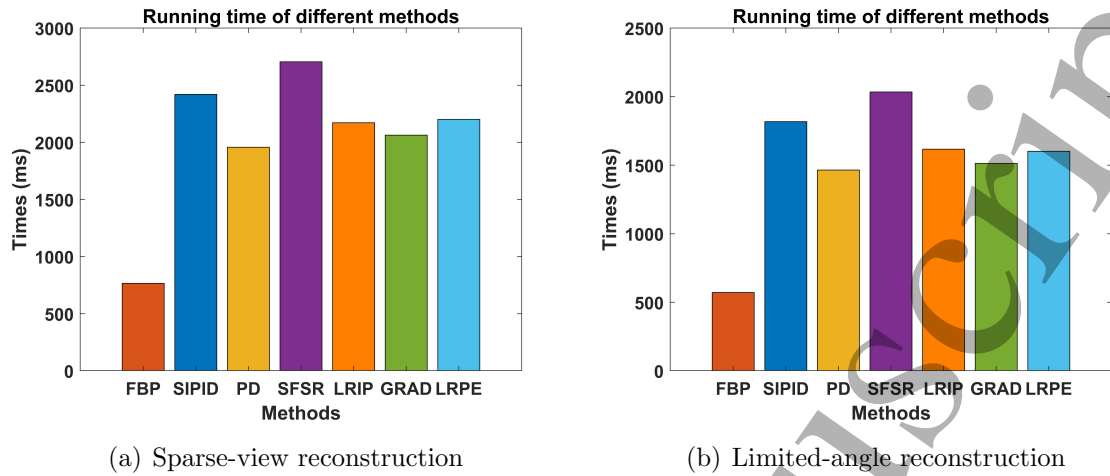 Running time of different methods
3000
2500
2000
1500
1000
500
0
Times (ms)
FBP SIPID PD SFSR LRIP GRAD LRPE
Methods
(a) Sparse-view reconstruction
Running time of different methods
2500
2000
1500
1000
500
0
Times (ms)
FBP SIPID PD SFSR LRIP GRAD LRPE
Methods
(b) Limited-angle reconstruction
uscrip